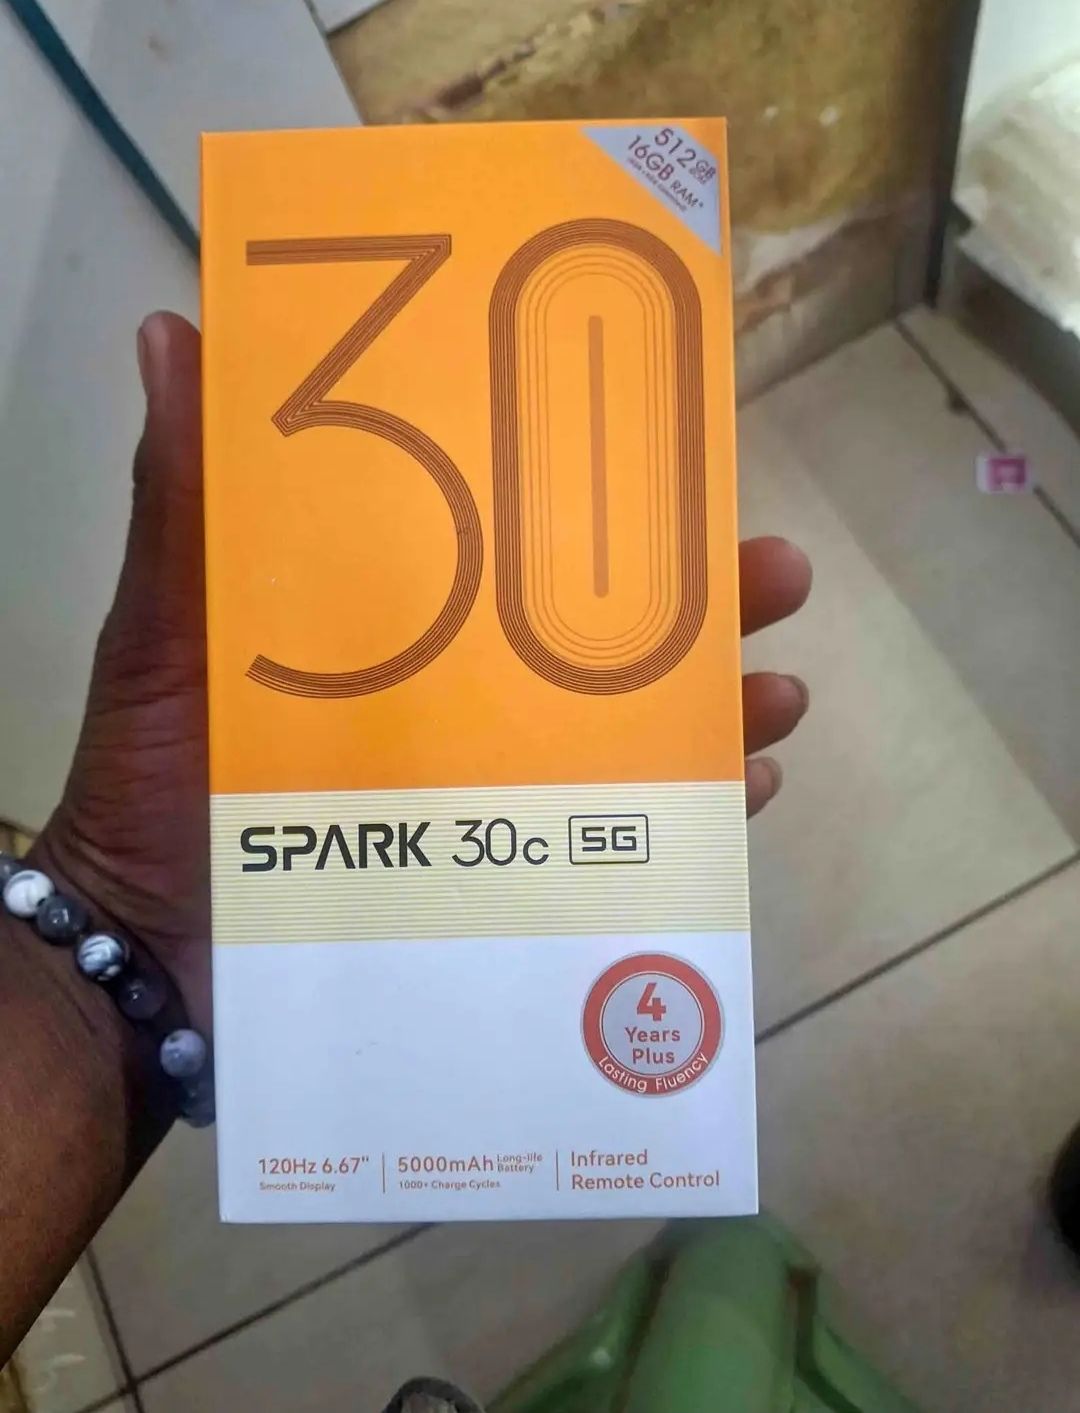 512GB ROM
16GB RAM*
30
SPARK 30c 5G
4
Years
Plus
Lasting Fluency
120Hz 6.67"
Smooth Display
5000mAh Long-life Battery
1000+ Charge Cycles
Infrared
Remote Control